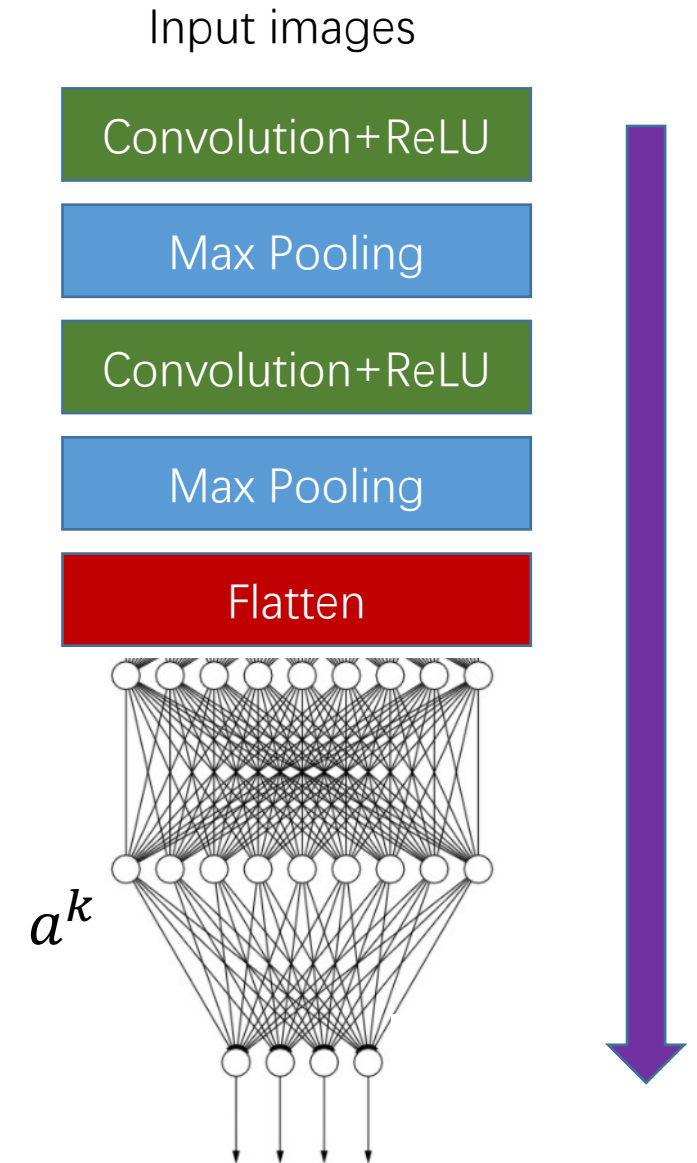 Input images
Convolution+ReLU
Max Pooling
Convolution+ReLU
Max Pooling
Flatten
a^k